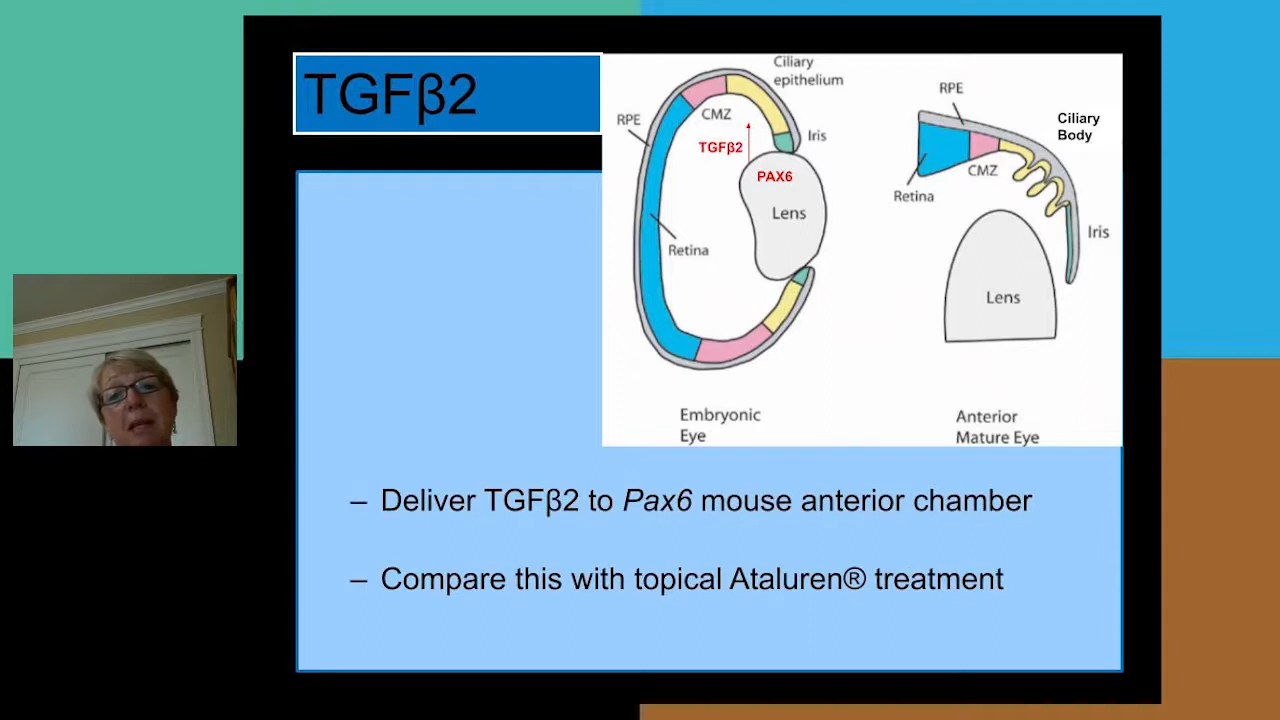 TGFβ2
Ciliary
epithelium
RPE
CMZ
Iris
TGFβ2
PAX6
Lens
Retina
Embryonic
Eye
RPE
Ciliary
Body
CMZ
Retina
Iris
Lens
Anterior
Mature Eye
– Deliver TGFβ2 to Pax6 mouse anterior chamber
– Compare this with topical Ataluren® treatment